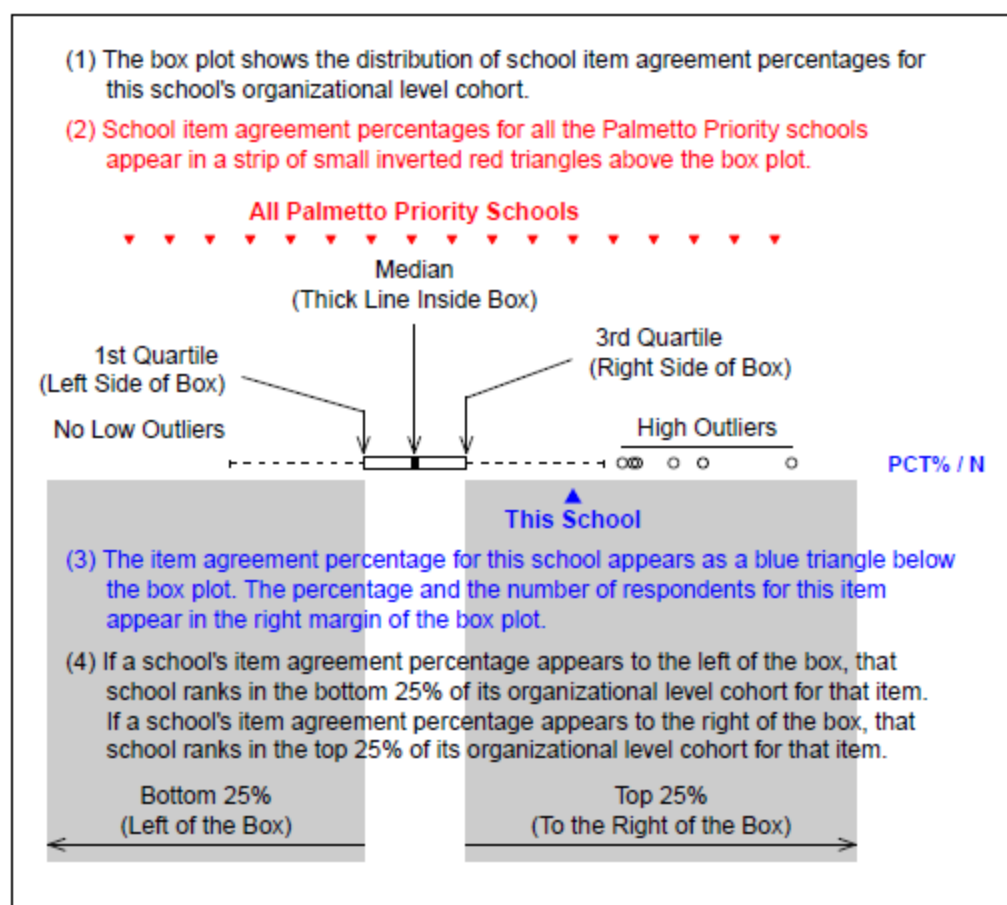 (1) The box plot shows the distribution of school item agreement percentages for
this school's organizational level cohort.
(2) School item agreement percentages for all the Palmetto Priority schools
appear in a strip of small inverted red triangles above the box plot.
All Palmetto Priority Schools
Median
(Thick Line Inside Box)
1st Quartile
(Left Side of Box)
3rd Quartile
(Right Side of Box)
No Low Outliers
High Outliers
PCT% / N
This School
(3) The item agreement percentage for this school appears as a blue triangle below
the box plot. The percentage and the number of respondents for this item
appear in the right margin of the box plot.
(4) If a school's item agreement percentage appears to the left of the box, that
school ranks in the bottom 25% of its organizational level cohort for that item.
If a school's item agreement percentage appears to the right of the box, that
school ranks in the top 25% of its organizational level cohort for that item.
Bottom 25%
(Left of the Box)
Top 25%
(To the Right of the Box)